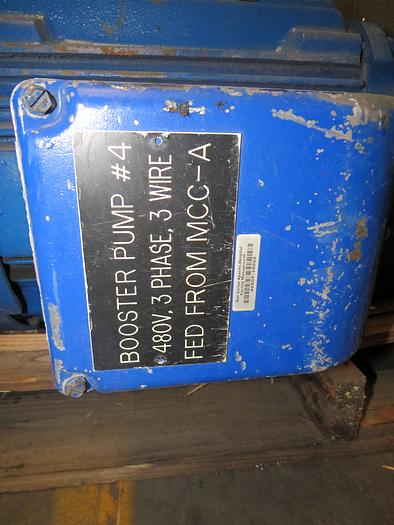 BOOSTER PUMP #4
480V, 3 PHASE, 3 WIRE
FED FROM MCC-A